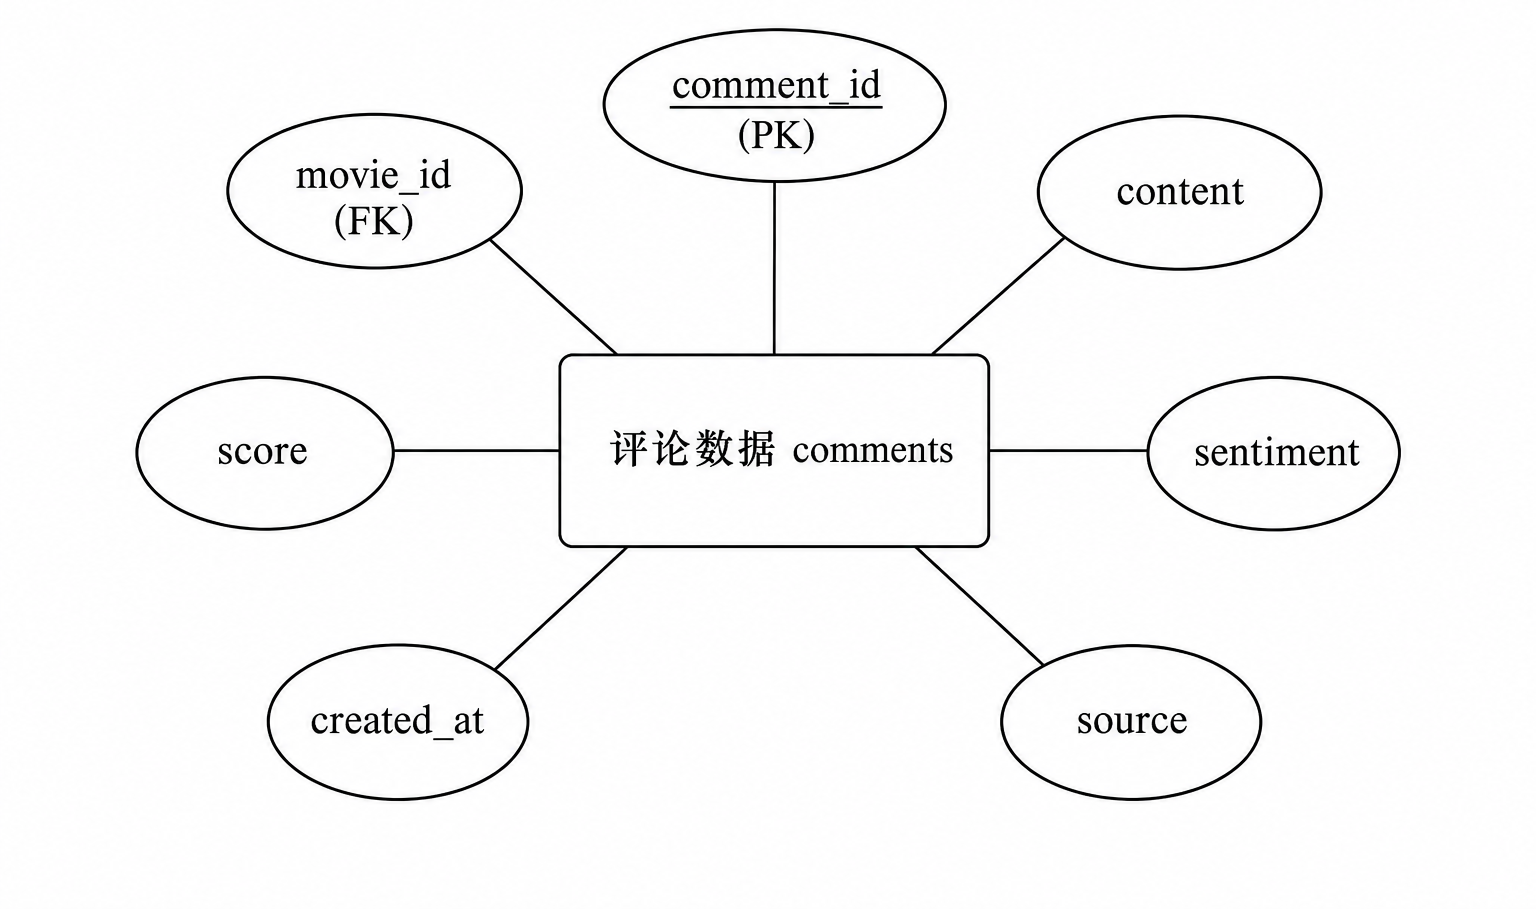 comment_id
(PK)
movie_id
(FK)
content
score
评论数据 comments
sentiment
created_at
source